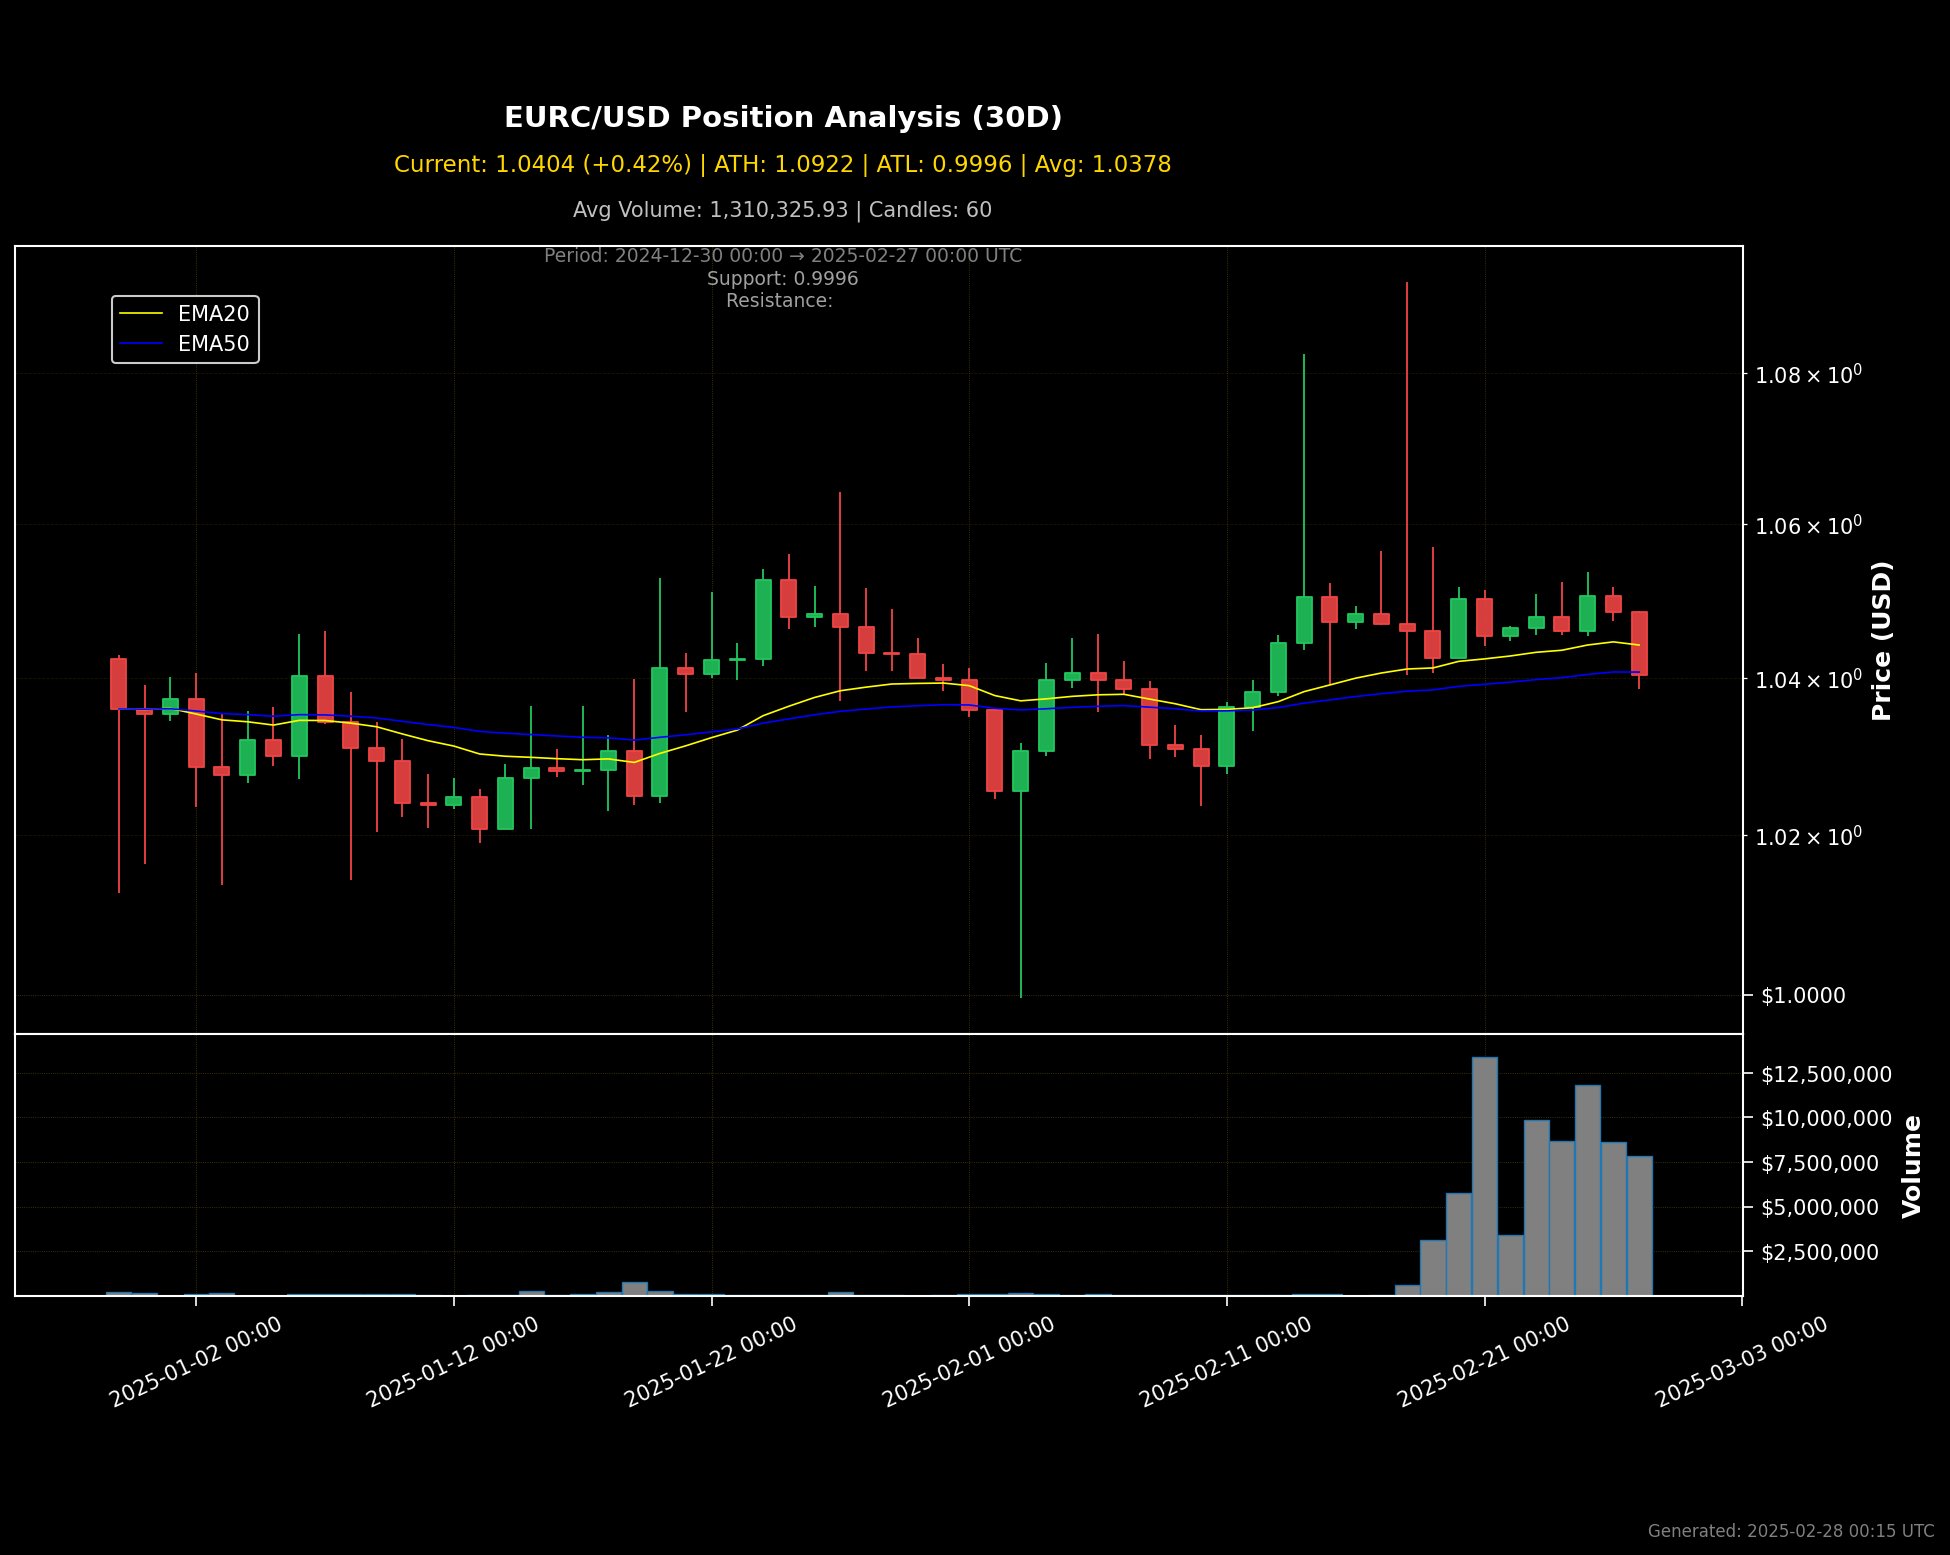 EURC/USD Position Analysis (30D)
Current: 1.0404 (+0.42%) | ATH: 1.0922 | ATL: 0.9996 | Avg: 1.0378
Avg Volume: 1,310,325.93 | Candles: 60
Period: 2024-12-30 00:00 → 2025-02-27 00:00 UTC
Support: 0.9996
Resistance:
EMA20
EMA50
1.08 × 10⁰
1.06 × 10⁰
1.04 × 10⁰
1.02 × 10⁰
$1.0000
Price (USD)
$12,500,000
$10,000,000
$7,500,000
$5,000,000
$2,500,000
Volume
2025-01-02 00:00
2025-01-12 00:00
2025-01-22 00:00
2025-02-01 00:00
2025-02-11 00:00
2025-02-21 00:00
2025-03-03 00:00
Generated: 2025-02-28 00:15 UTC